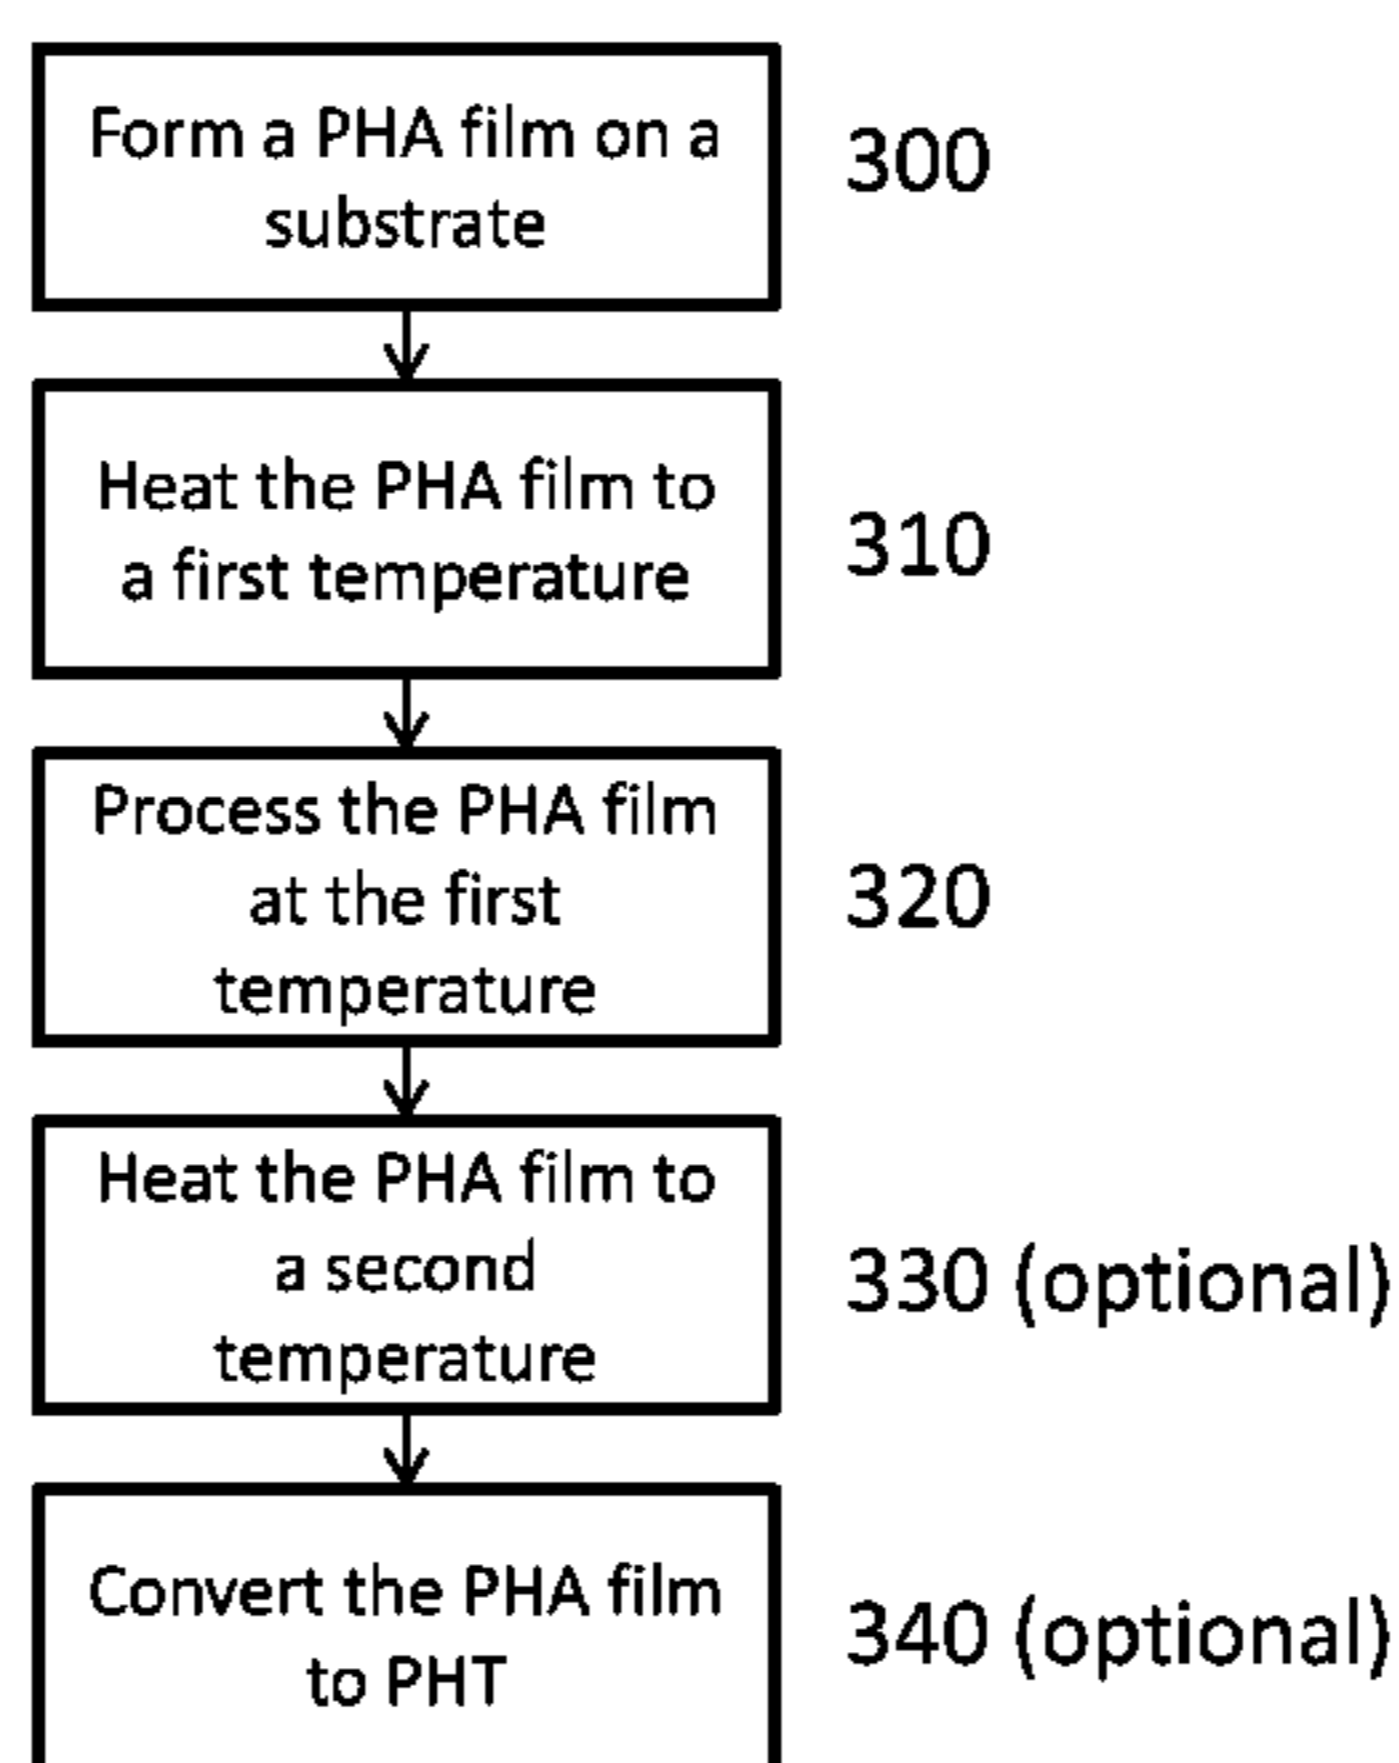 Form a PHA film on a
substrate
300
Heat the PHA film to
a first temperature
310
Process the PHA film
at the first
temperature
320
Heat the PHA film to
a second
temperature
330 (optional)
Convert the PHA film
to PHT
340 (optional)